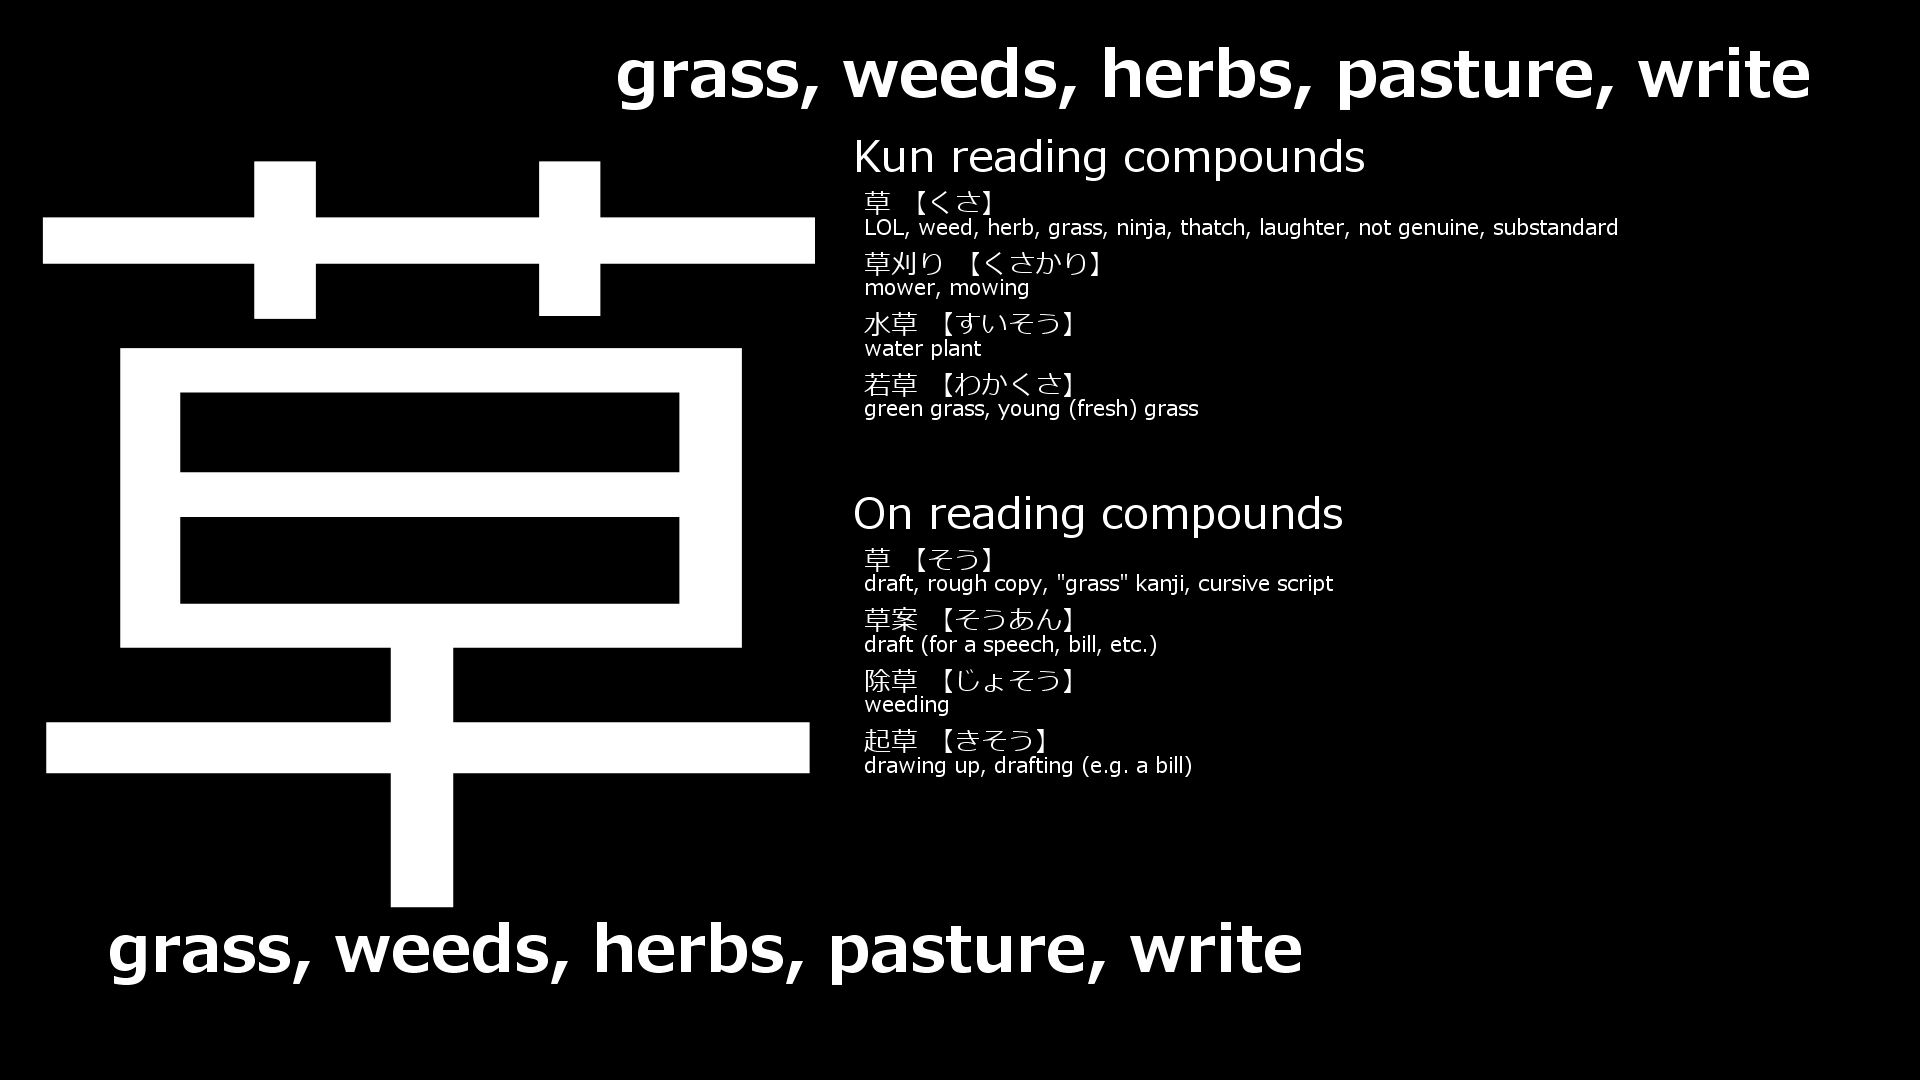 grass, weeds, herbs, pasture, write
草
Kun reading compounds
草 【くさ】
LOL, weed, herb, grass, ninja, thatch, laughter, not genuine, substandard
草刈り 【くさかり】
mower, mowing
水草 【すいそう】
water plant
若草 【わかくさ】
green grass, young (fresh) grass
On reading compounds
草 【そう】
draft, rough copy, "grass" kanji, cursive script
草案 【そうあん】
draft (for a speech, bill, etc.)
除草 【じょそう】
weeding
起草 【きそう】
drawing up, drafting (e.g. a bill)
grass, weeds, herbs, pasture, write